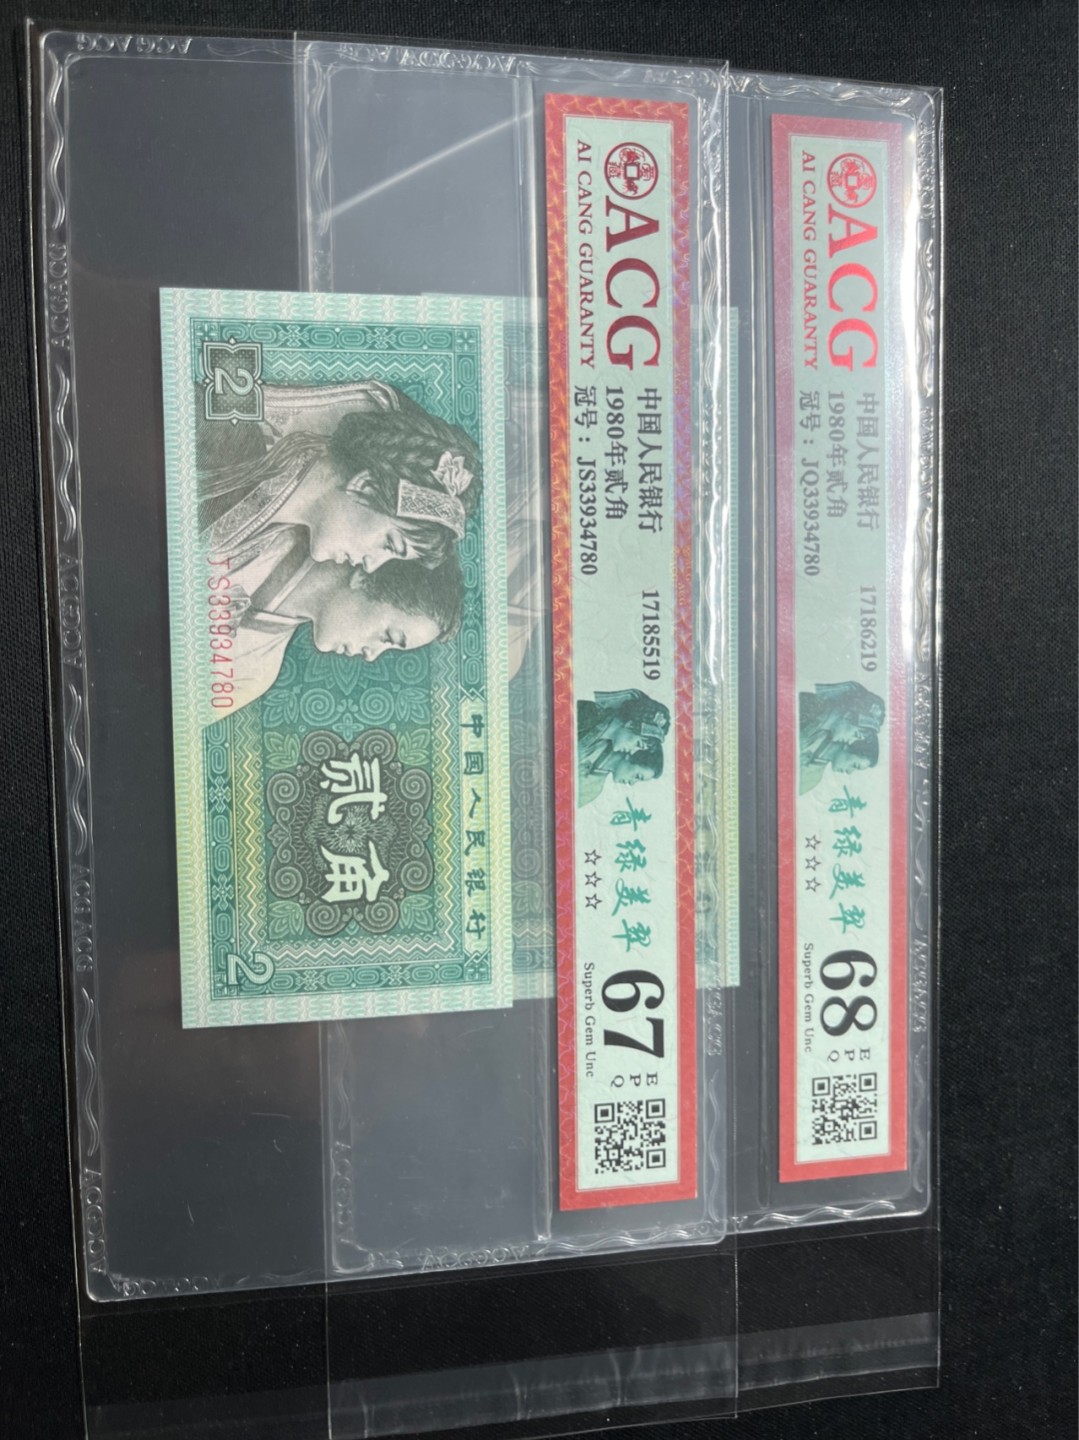 ACG
AI CANG GUARANTY
中国人民银行 17186219
1980年贰角
冠号：JQ33934780
青绿美翠
☆☆☆
68
EPQ
Superb Gem Unc
ACG
AI CANG GUARANTY
中国人民银行 17185519
1980年贰角
冠号：JS33934780
青绿美翠
☆☆☆
67
EPQ
Superb Gem Unc
中国人民银行
贰角
2
2
JS33934780